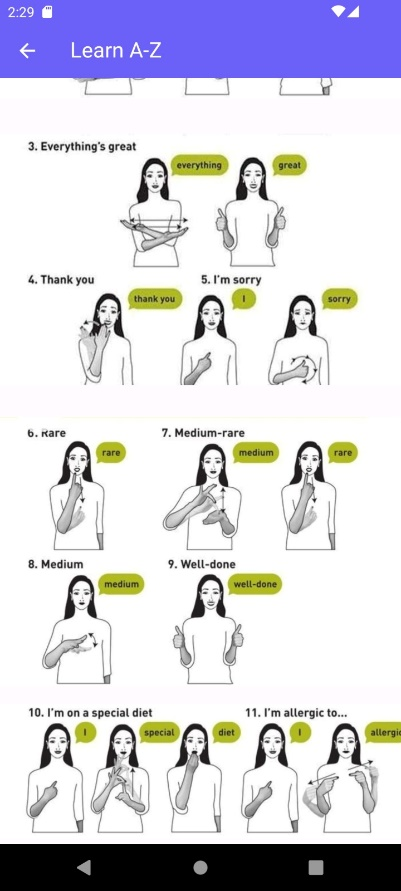 2:29
Learn A-Z
3. Everything's great
everything
great
4. Thank you
5. I'm sorry
thank you
I
sorry
6. Rare
7. Medium-rare
rare
medium
rare
8. Medium
9. Well-done
medium
well-done
10. I'm on a special diet
11. I'm allergic to...
I
special
diet
I
allergic